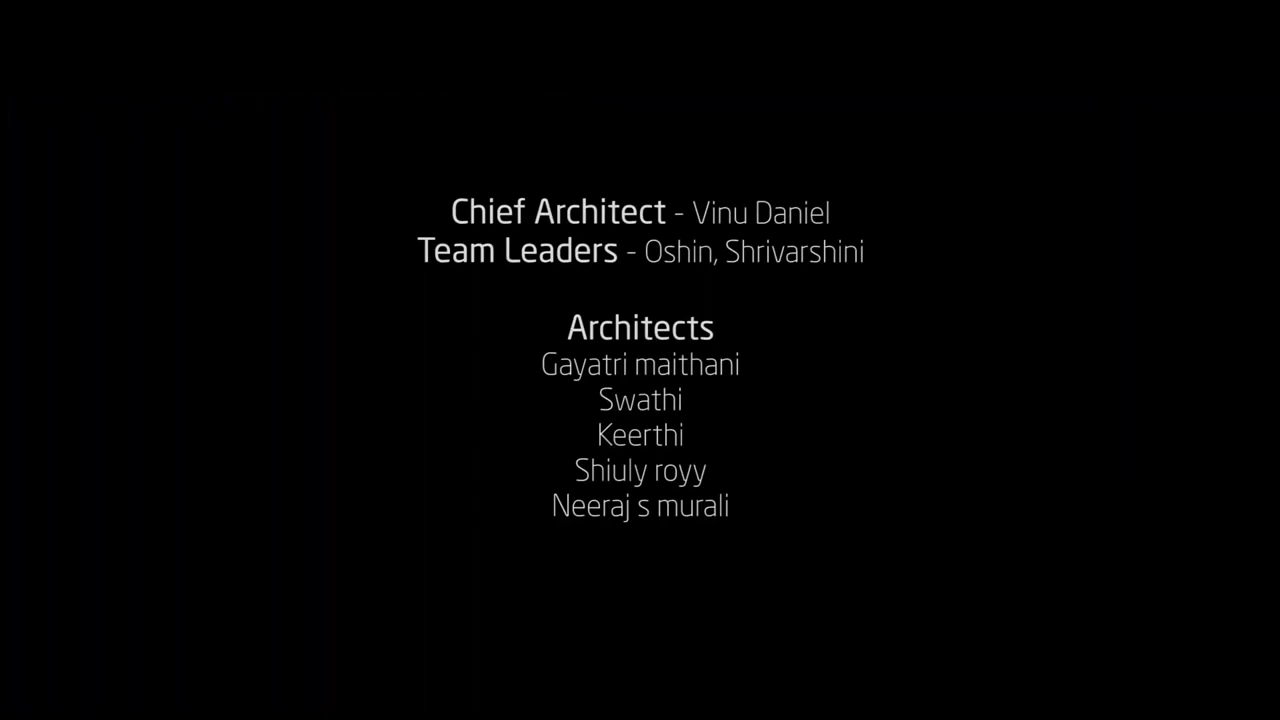 Chief Architect - Vinu Daniel
Team Leaders - Oshin, Shrivarshini
Architects
Gayatri maithani
Swathi
Keerthi
Shiuly royy
Neeraj s murali